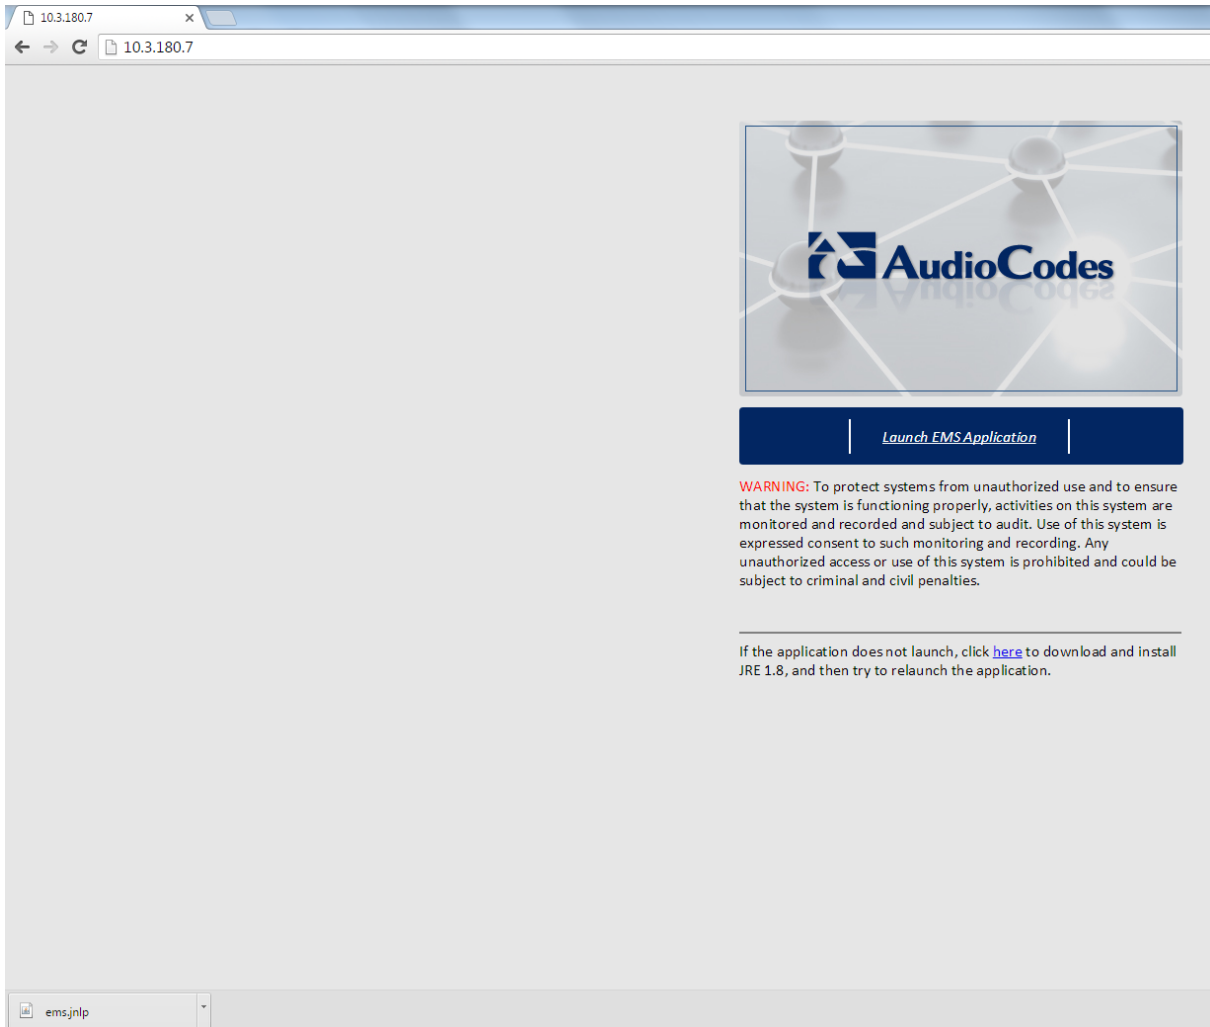 10.3.180.7
10.3.180.7
AudioCodes
Launch EMS Application
WARNING: To protect systems from unauthorized use and to ensure
that the system is functioning properly, activities on this system are
monitored and recorded and subject to audit. Use of this system is
expressed consent to such monitoring and recording. Any
unauthorized access or use of this system is prohibited and could be
subject to criminal and civil penalties.
If the application does not launch, click here to download and install
JRE 1.8, and then try to relaunch the application.
ems.jnlp